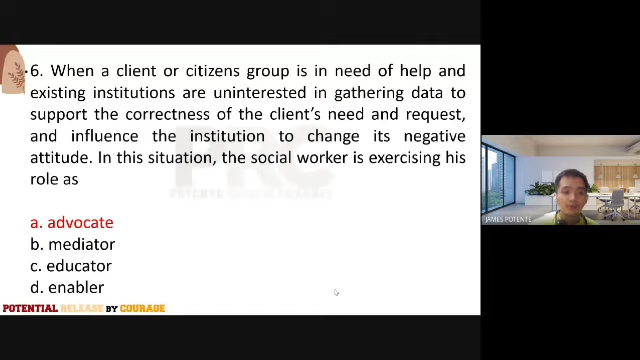 6. When a client or citizens group is in need of help and
existing institutions are uninterested in gathering data to
support the correctness of the client's need and request,
and influence the institution to change its negative
attitude. In this situation, the social worker is exercising his
role as
PRC
a. advocate
b. mediator
c. educator
d. enabler
POTENTIAL RELEASE BY COURAGE
JAMES POTENTE